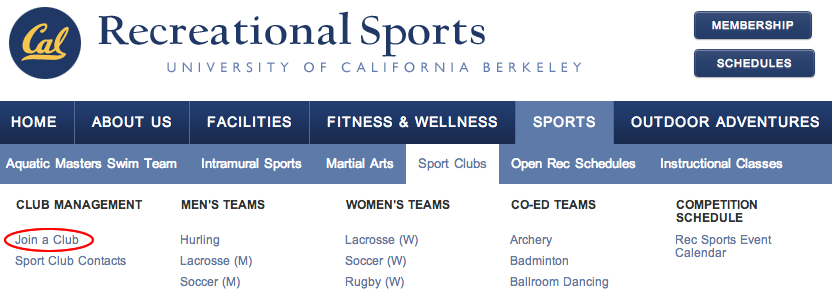 Cal
Recreational Sports
UNIVERSITY OF CALIFORNIA BERKELEY
MEMBERSHIP
SCHEDULES
HOME ABOUT US FACILITIES FITNESS & WELLNESS SPORTS OUTDOOR ADVENTURES
Aquatic Masters Swim Team Intramural Sports Martial Arts Sport Clubs Open Rec Schedules Instructional Classes
CLUB MANAGEMENT
Join a Club
Sport Club Contacts
MEN'S TEAMS
Hurling
Lacrosse (M)
Soccer (M)
WOMEN'S TEAMS
Lacrosse (W)
Soccer (W)
Rugby (W)
CO-ED TEAMS
Archery
Badminton
Ballroom Dancing
COMPETITION
SCHEDULE
Rec Sports Event
Calendar